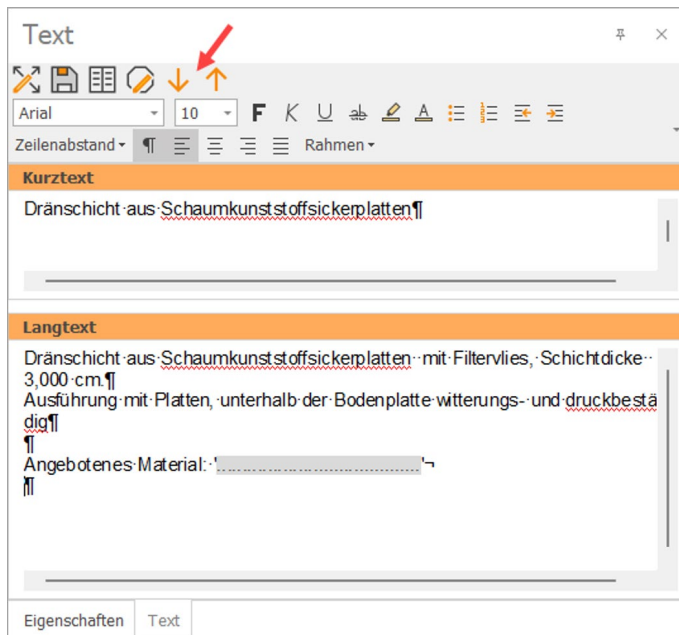 Text
Arial 10 F K U ab A
Zeilenabstand ¶ Rahmen
Kurztext
Dränschicht·aus·Schaumkunststoffsickerplatten¶
Langtext
Dränschicht·aus·Schaumkunststoffsickerplatten··mit·Filtervlies,·Schichtdicke··
3,000·cm.¶
Ausführung·mit·Platten,·unterhalb·der·Bodenplatte·witterungs-·und·druckbestä
dig¶
¶
Angebotenes·Material:·'.......................................'¬
¶
Eigenschaften Text